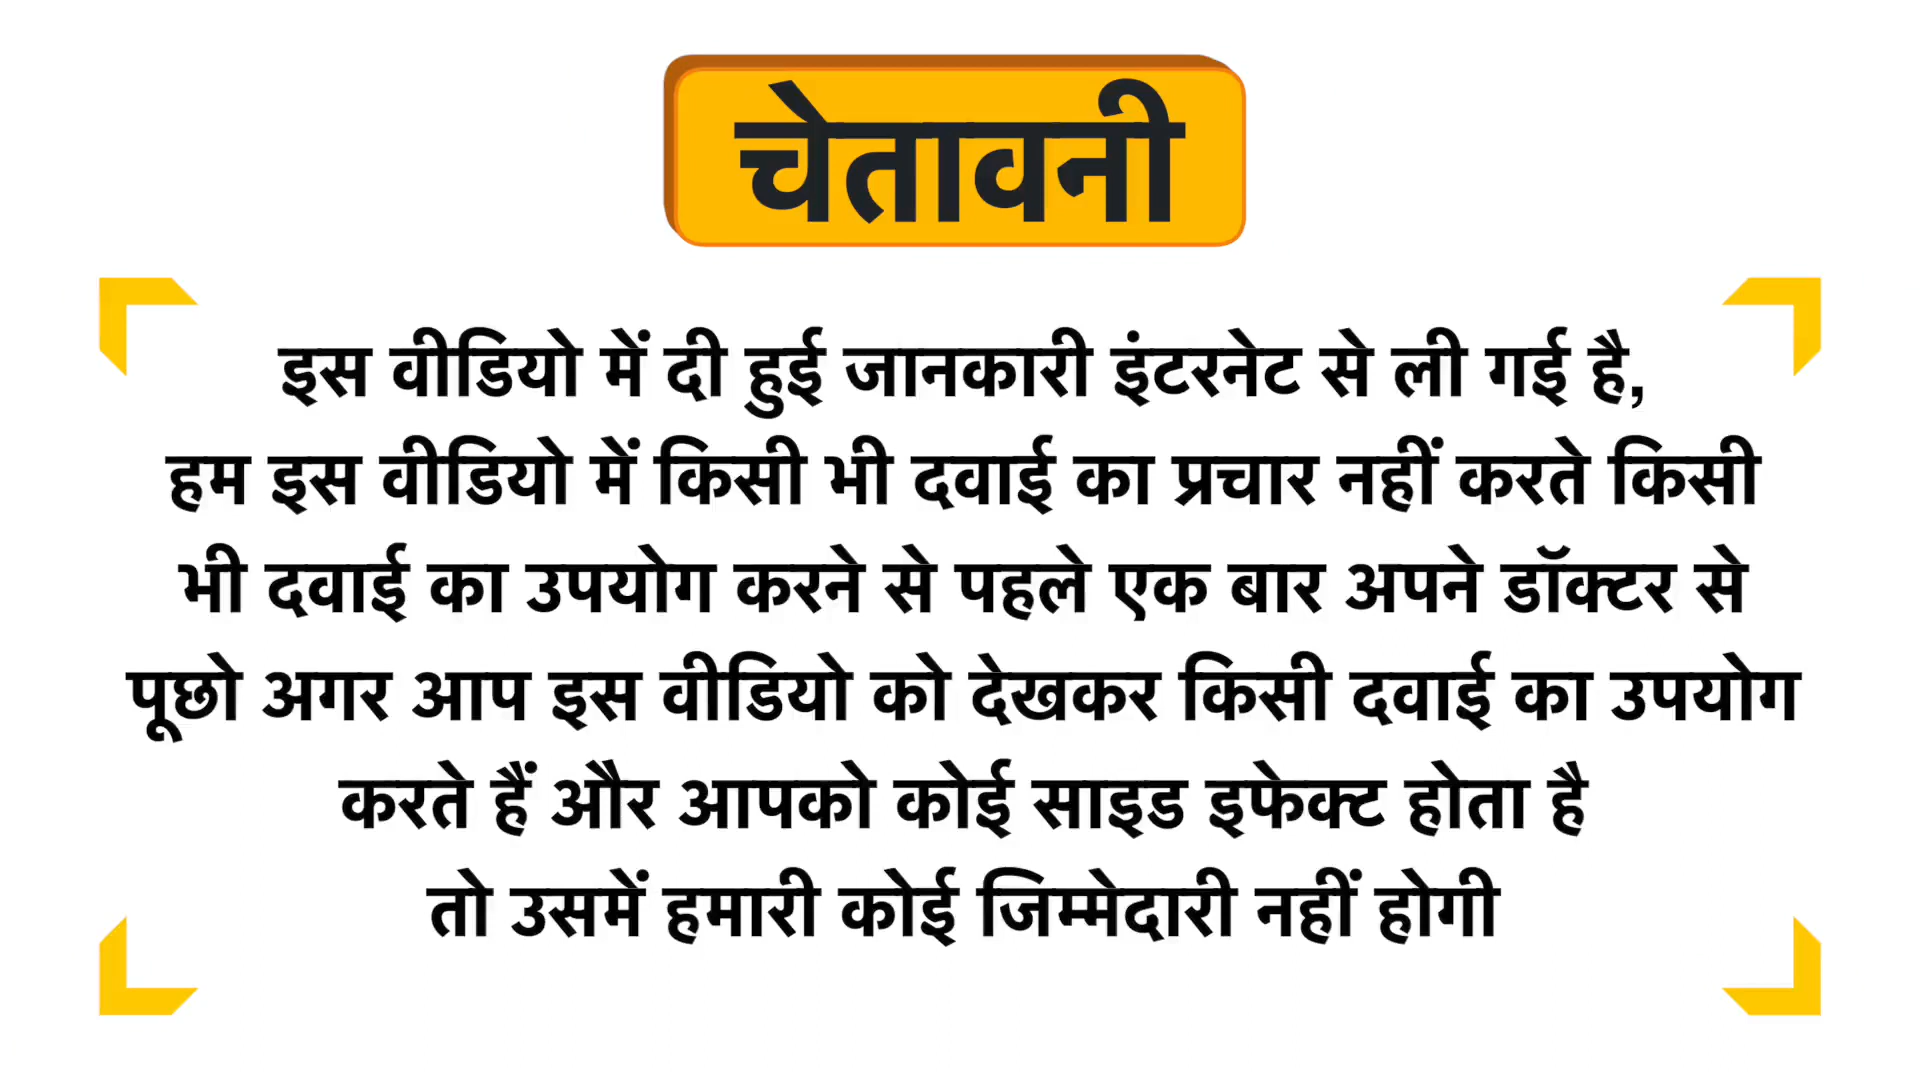 चेतावनी
इस वीडियो में दी हुई जानकारी इंटरनेट से ली गई है,
हम इस वीडियो में किसी भी दवाई का प्रचार नहीं करते किसी
भी दवाई का उपयोग करने से पहले एक बार अपने डॉक्टर से
पूछो अगर आप इस वीडियो को देखकर किसी दवाई का उपयोग
करते हैं और आपको कोई साइड इफेक्ट होता है
तो उसमें हमारी कोई जिम्मेदारी नहीं होगी